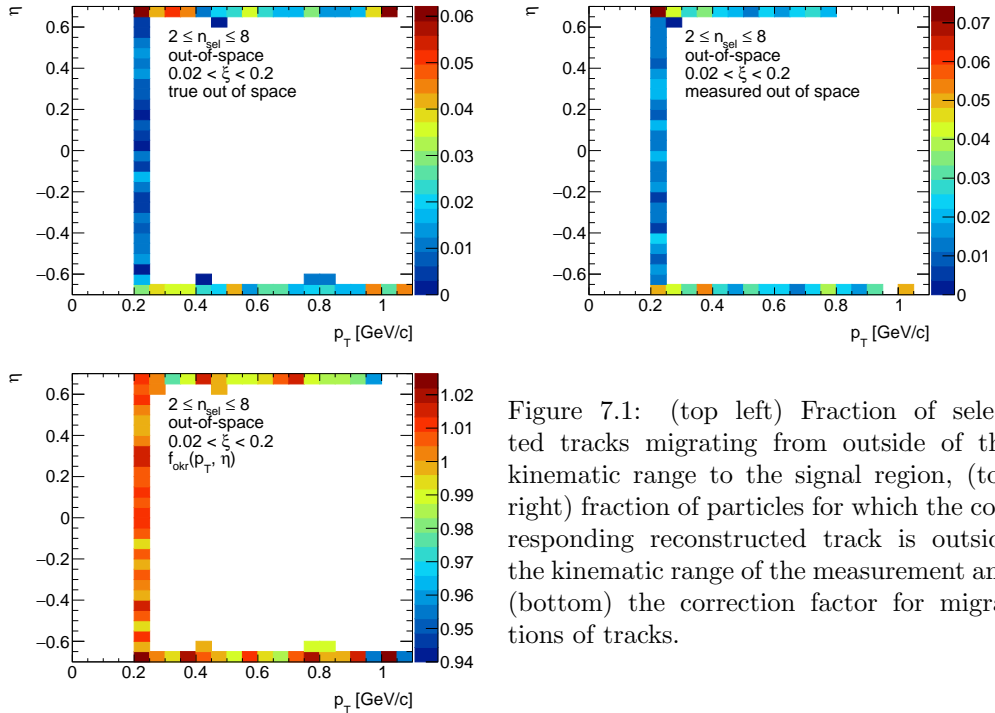 η
0.6
0.4
0.2
0
−0.2
−0.4
−0.6
2 ≤ n_sel ≤ 8
out-of-space
0.02 < ξ < 0.2
true out of space
0 0.2 0.4 0.6 0.8 1
p_T [GeV/c]
0.06
0.05
0.04
0.03
0.02
0.01
0
η
0.6
0.4
0.2
0
−0.2
−0.4
−0.6
2 ≤ n_sel ≤ 8
out-of-space
0.02 < ξ < 0.2
measured out of space
0 0.2 0.4 0.6 0.8 1
p_T [GeV/c]
0.07
0.06
0.05
0.04
0.03
0.02
0.01
0
η
0.6
0.4
0.2
0
−0.2
−0.4
−0.6
2 ≤ n_sel ≤ 8
out-of-space
0.02 < ξ < 0.2
f_okr(p_T, η)
0 0.2 0.4 0.6 0.8 1
p_T [GeV/c]
1.02
1.01
1
0.99
0.98
0.97
0.96
0.95
0.94
Figure 7.1: (top left) Fraction of selec
ted tracks migrating from outside of th
kinematic range to the signal region, (to
right) fraction of particles for which the co
responding reconstructed track is outsid
the kinematic range of the measurement an
(bottom) the correction factor for migra
tions of tracks.